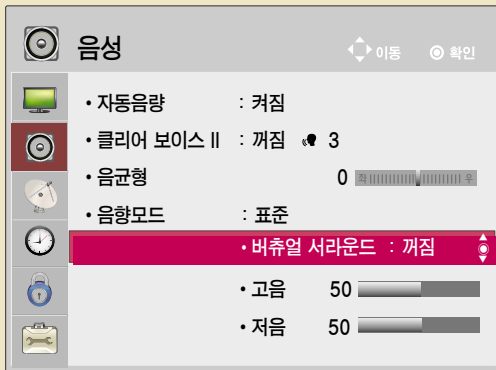 음성
이동 ◉ 확인
• 자동음량 : 켜짐
• 클리어 보이스 II : 꺼짐 3
• 음균형 0 좌 우
• 음향모드 : 표준
• 버츄얼 서라운드 : 꺼짐
• 고음 50
• 저음 50